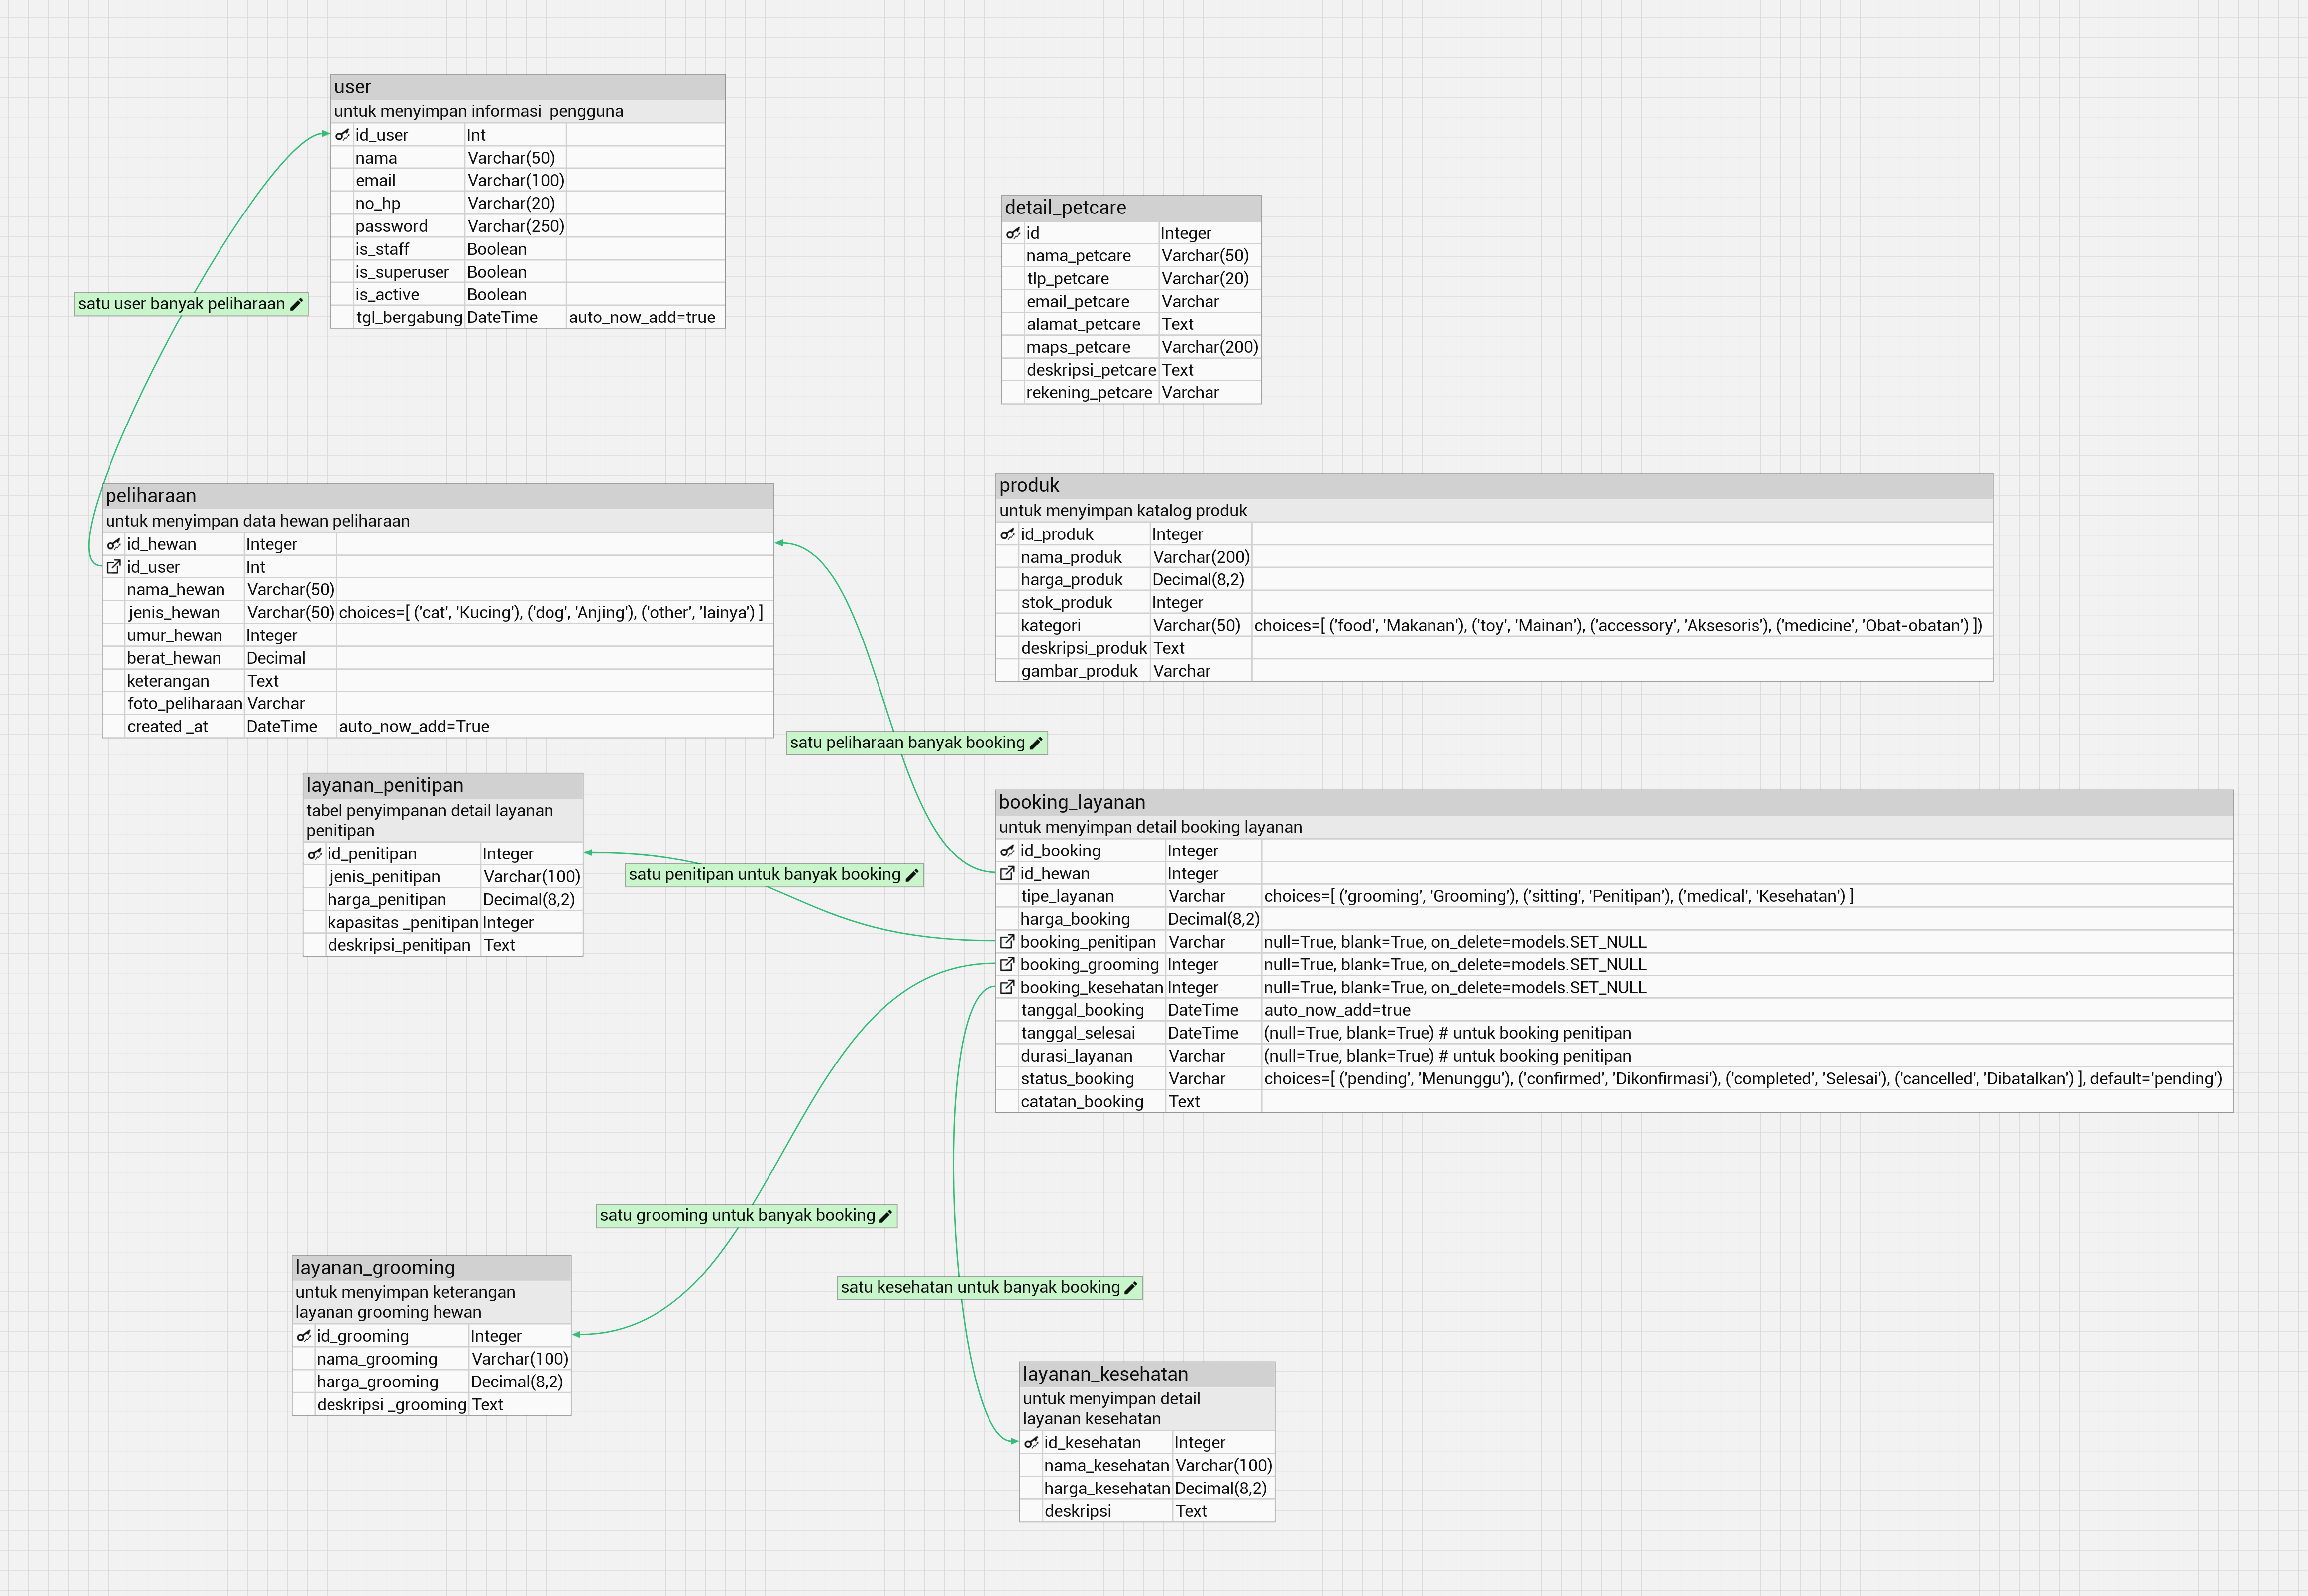 user
untuk menyimpan informasi  pengguna
id_user Int
nama Varchar(50)
email Varchar(100)
no_hp Varchar(20)
password Varchar(250)
is_staff Boolean
is_superuser Boolean
is_active Boolean
tgl_bergabung DateTime auto_now_add=true
detail_petcare
id Integer
nama_petcare Varchar(50)
tlp_petcare Varchar(20)
email_petcare Varchar
alamat_petcare Text
maps_petcare Varchar(200)
deskripsi_petcare Text
rekening_petcare Varchar
satu user banyak peliharaan
peliharaan
untuk menyimpan data hewan peliharaan
id_hewan Integer
id_user Int
nama_hewan Varchar(50)
jenis_hewan Varchar(50) choices=[ ('cat', 'Kucing'), ('dog', 'Anjing'), ('other', 'lainya') ]
umur_hewan Integer
berat_hewan Decimal
keterangan Text
foto_peliharaan Varchar
created _at DateTime auto_now_add=True
produk
untuk menyimpan katalog produk
id_produk Integer
nama_produk Varchar(200)
harga_produk Decimal(8,2)
stok_produk Integer
kategori Varchar(50) choices=[ ('food', 'Makanan'), ('toy', 'Mainan'), ('accessory', 'Aksesoris'), ('medicine', 'Obat-obatan') ])
deskripsi_produk Text
gambar_produk Varchar
satu peliharaan banyak booking
layanan_penitipan
tabel penyimpanan detail layanan
penitipan
id_penitipan Integer
jenis_penitipan Varchar(100)
harga_penitipan Decimal(8,2)
kapasitas _penitipan Integer
deskripsi_penitipan Text
satu penitipan untuk banyak booking
booking_layanan
untuk menyimpan detail booking layanan
id_booking Integer
id_hewan Integer
tipe_layanan Varchar choices=[ ('grooming', 'Grooming'), ('sitting', 'Penitipan'), ('medical', 'Kesehatan') ]
harga_booking Decimal(8,2)
booking_penitipan Varchar null=True, blank=True, on_delete=models.SET_NULL
booking_grooming Integer null=True, blank=True, on_delete=models.SET_NULL
booking_kesehatan Integer null=True, blank=True, on_delete=models.SET_NULL
tanggal_booking DateTime auto_now_add=true
tanggal_selesai DateTime (null=True, blank=True) # untuk booking penitipan
durasi_layanan Varchar (null=True, blank=True) # untuk booking penitipan
status_booking Varchar choices=[ ('pending', 'Menunggu'), ('confirmed', 'Dikonfirmasi'), ('completed', 'Selesai'), ('cancelled', 'Dibatalkan') ], default='pending')
catatan_booking Text
satu grooming untuk banyak booking
layanan_grooming
untuk menyimpan keterangan
layanan grooming hewan
id_grooming Integer
nama_grooming Varchar(100)
harga_grooming Decimal(8,2)
deskripsi _grooming Text
satu kesehatan untuk banyak booking
layanan_kesehatan
untuk menyimpan detail
layanan kesehatan
id_kesehatan Integer
nama_kesehatan Varchar(100)
harga_kesehatan Decimal(8,2)
deskripsi Text